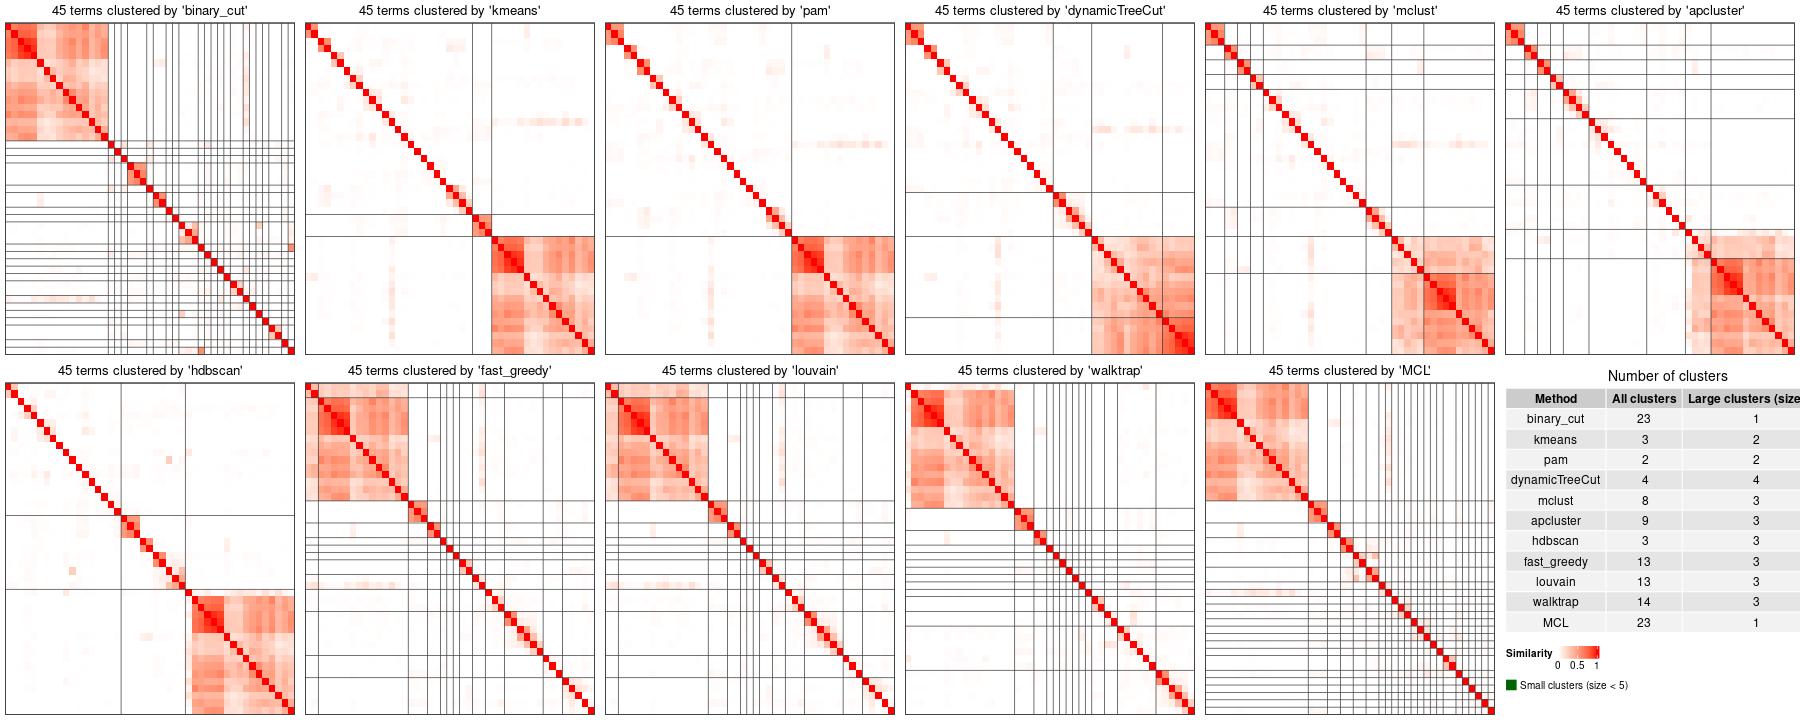 45 terms clustered by 'binary_cut'
45 terms clustered by 'kmeans'
45 terms clustered by 'pam'
45 terms clustered by 'dynamicTreeCut'
45 terms clustered by 'mclust'
45 terms clustered by 'apcluster'
45 terms clustered by 'hdbscan'
45 terms clustered by 'fast_greedy'
45 terms clustered by 'louvain'
45 terms clustered by 'walktrap'
45 terms clustered by 'MCL'
Number of clusters
Method All clusters Large clusters (size
binary_cut 23 1
kmeans 3 2
pam 2 2
dynamicTreeCut 4 4
mclust 8 3
apcluster 9 3
hdbscan 3 3
fast_greedy 13 3
louvain 13 3
walktrap 14 3
MCL 23 1
Similarity
0 0.5 1
Small clusters (size < 5)